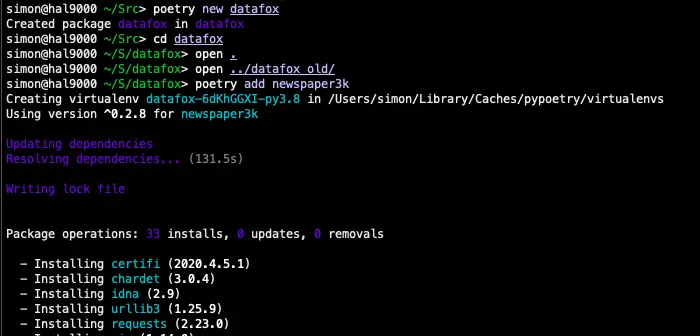 simon@hal9000 ~/Src> poetry new datafox
Created package datafox in datafox
simon@hal9000 ~/Src> cd datafox
simon@hal9000 ~/S/datafox> open .
simon@hal9000 ~/S/datafox> open ../datafox_old/
simon@hal9000 ~/S/datafox> poetry add newspaper3k
Creating virtualenv datafox-6dKhGGXI-py3.8 in /Users/simon/Library/Caches/pypoetry/virtualenvs
Using version ^0.2.8 for newspaper3k
Updating dependencies
Resolving dependencies... (131.5s)
Writing lock file
Package operations: 33 installs, 0 updates, 0 removals
- Installing certifi (2020.4.5.1)
- Installing chardet (3.0.4)
- Installing idna (2.9)
- Installing urllib3 (1.25.9)
- Installing requests (2.23.0)